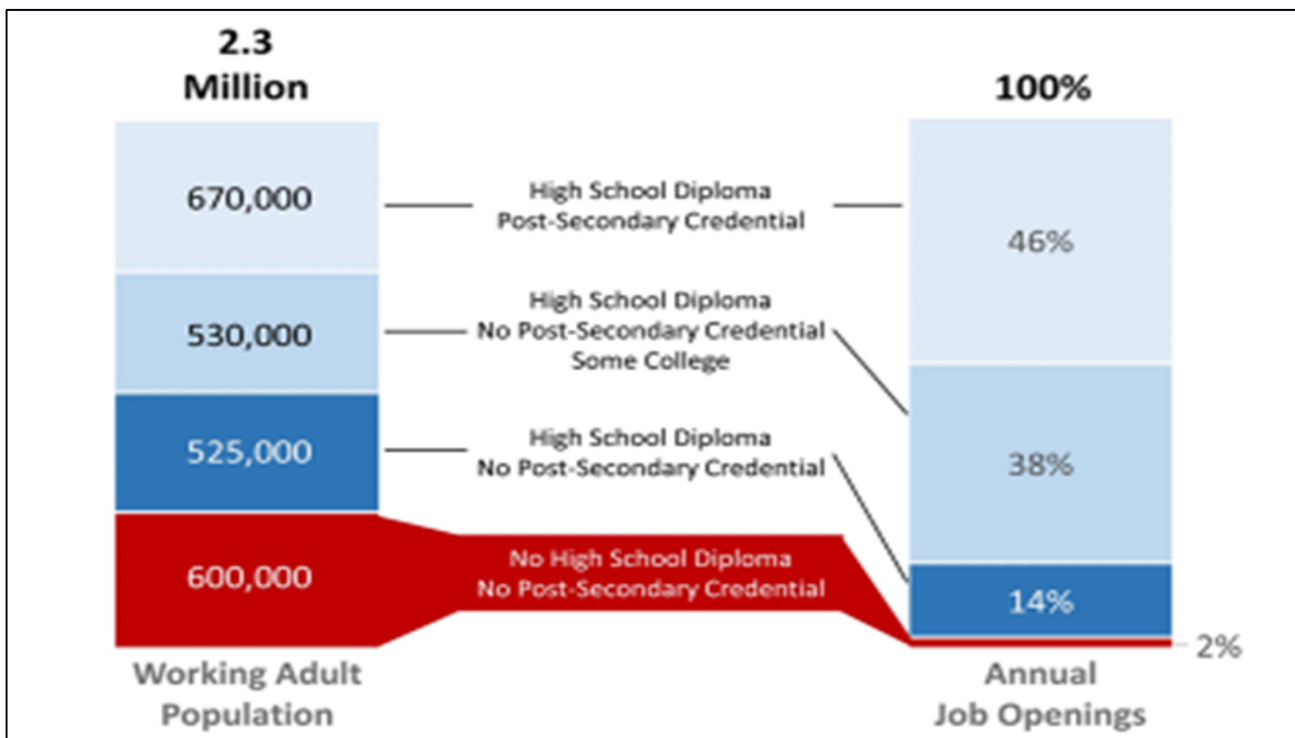 2.3
Million
100%
670,000
High School Diploma
Post-Secondary Credential
46%
530,000
High School Diploma
No Post-Secondary Credential
Some College
38%
525,000
High School Diploma
No Post-Secondary Credential
14%
600,000
No High School Diploma
No Post-Secondary Credential
2%
Working Adult
Population
Annual
Job Openings